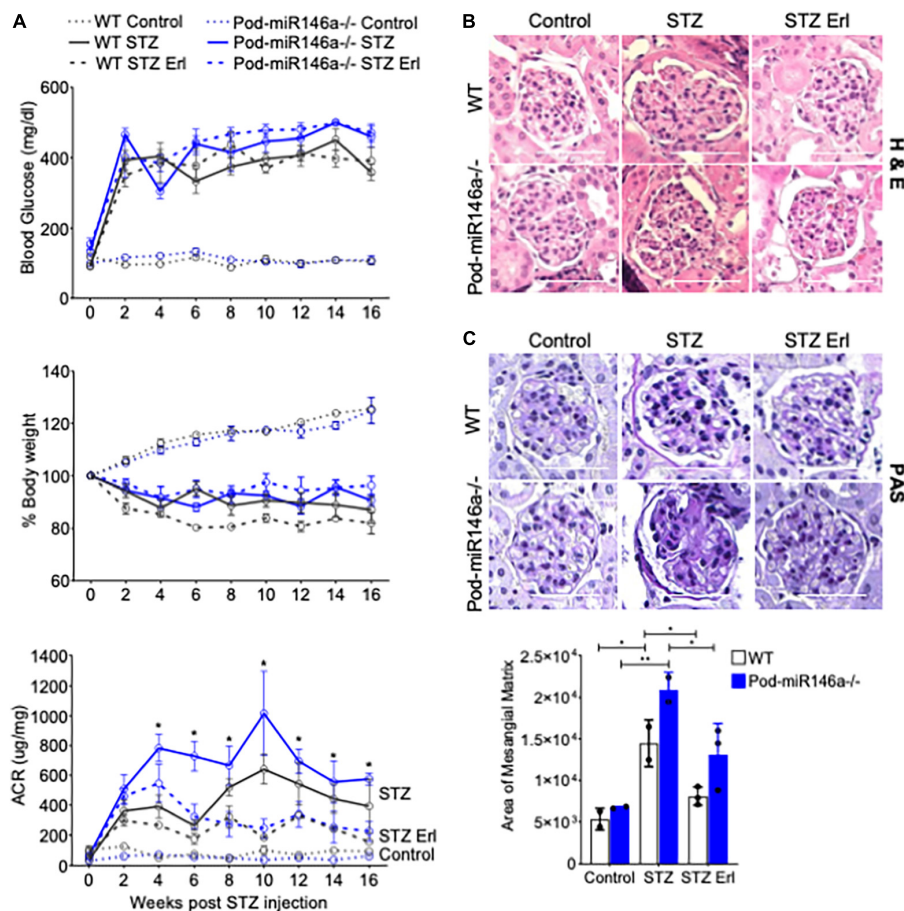 A
WT Control
WT STZ
WT STZ Erl
Pod-miR146a-/- Control
Pod-miR146a-/- STZ
Pod-miR146a-/- STZ Erl
Blood Glucose (mg/dl)
600
400
200
0
0 2 4 6 8 10 12 14 16
% Body weight
140
120
100
80
60
0 2 4 6 8 10 12 14 16
ACR (ug/mg)
1400
1200
1000
800
600
400
200
0
* * * * * * *
STZ
STZ Erl
Control
0 2 4 6 8 10 12 14 16
Weeks post STZ injection
B
Control STZ STZ Erl
WT
Pod-miR146a-/-
H & E
C
Control STZ STZ Erl
WT
Pod-miR146a-/-
PAS
Area of Mesangial Matrix
2.5×10⁴
2×10⁴
1.5×10⁴
1×10⁴
5×10³
0
* * * ** *
WT
Pod-miR146a-/-
Control STZ STZ Erl